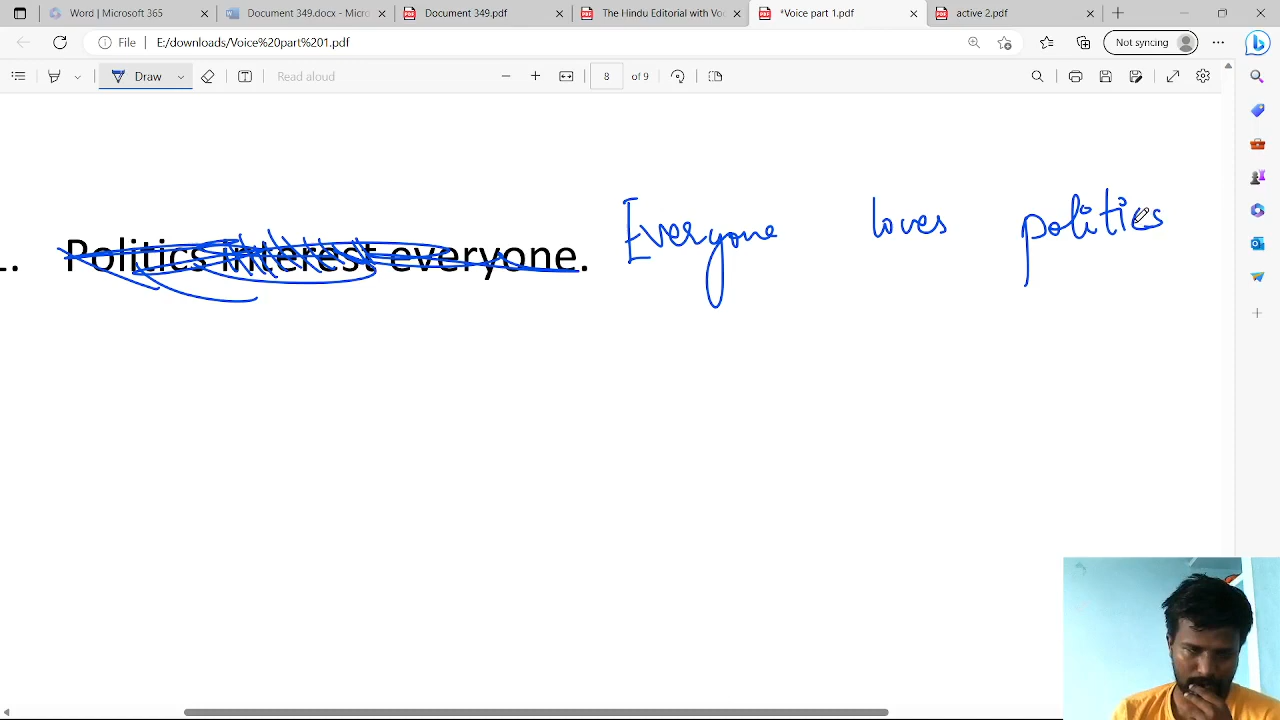 Word | Microsoft 365
Document 349.docx - Micro
Document 349.pdf
The Hindu Editorial with Voc
*Voice part 1.pdf
active 2.pdf
File
E:/downloads/Voice%20part%201.pdf
Not syncing
Draw
Read aloud
8 of 9
Everyone loves politics
1. Politics interest everyone.